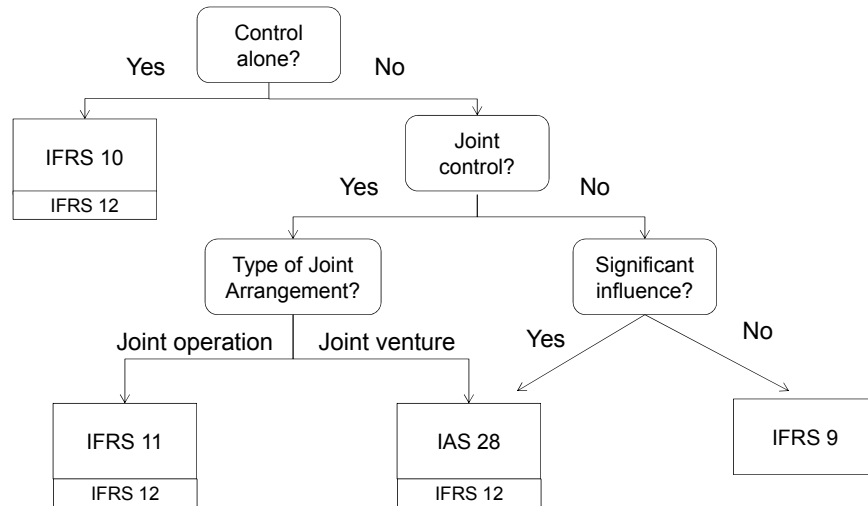 Control
alone?
Yes
No
IFRS 10
IFRS 12
Joint
control?
Yes
No
Type of Joint
Arrangement?
Significant
influence?
Joint operation
Joint venture
Yes
No
IFRS 11
IFRS 12
IAS 28
IFRS 12
IFRS 9